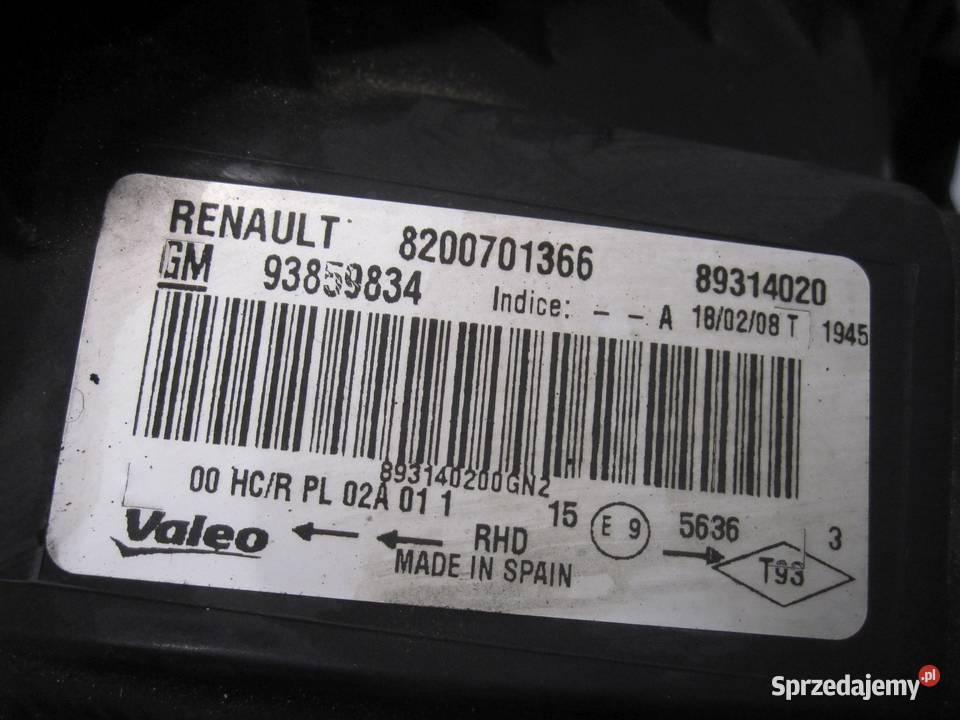 RENAULT 8200701366 89314020
GM 93859834 Indice: - - A 18/02/08 T 1945
893140200GN2
00 HC/R PL 02A 01 1 15 E 9 5636 3
Valeo RHD T93
MADE IN SPAIN
Sprzedajemy.pl